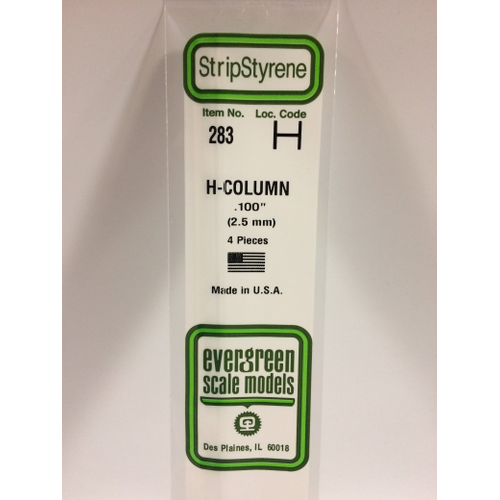 StripStyrene
Item No. Loc. Code
283 H
H-COLUMN
.100"
(2.5 mm)
4 Pieces
Made in U.S.A.
evergreen
scale models
Des Plaines, IL 60018